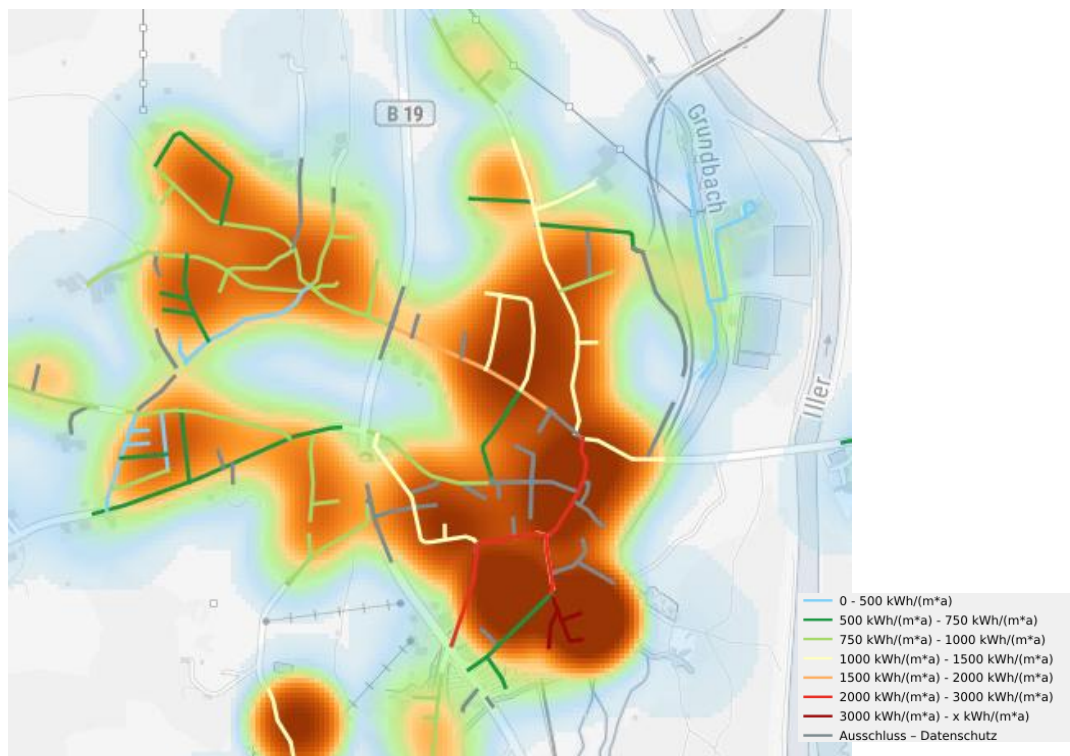 B 19
Grundbach
Iller
0 - 500 kWh/(m*a)
500 kWh/(m*a) - 750 kWh/(m*a)
750 kWh/(m*a) - 1000 kWh/(m*a)
1000 kWh/(m*a) - 1500 kWh/(m*a)
1500 kWh/(m*a) - 2000 kWh/(m*a)
2000 kWh/(m*a) - 3000 kWh/(m*a)
3000 kWh/(m*a) - x kWh/(m*a)
Ausschluss – Datenschutz